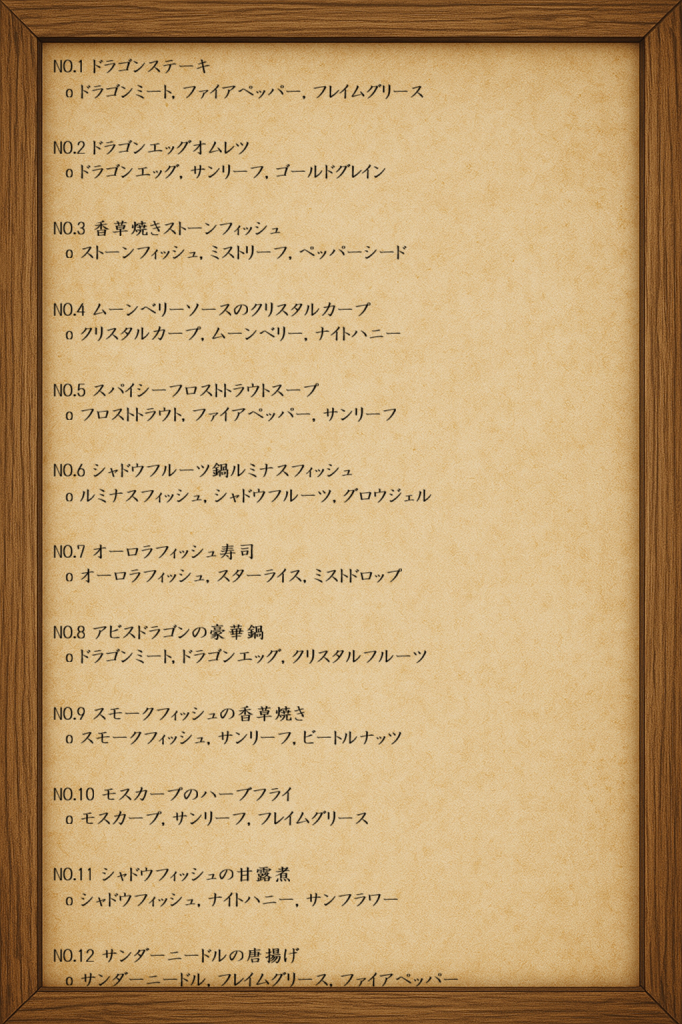 NO.1 ドラゴンステーキ
o ドラゴンミート, ファイアペッパー, フレイムグリース
NO.2 ドラゴンエッグオムレツ
o ドラゴンエッグ, サンリーフ, ゴールドグレイン
NO.3 香草焼きストーンフィッシュ
o ストーンフィッシュ, ミストリーフ, ペッパーシード
NO.4 ムーンベリーソースのクリスタルカープ
o クリスタルカープ, ムーンベリー, ナイトハニー
NO.5 スパイシーフロストトラウトスープ
o フロストトラウト, ファイアペッパー, サンリーフ
NO.6 シャドウフルーツ鍋ルミナスフィッシュ
o ルミナスフィッシュ, シャドウフルーツ, グロウジェル
NO.7 オーロラフィッシュ寿司
o オーロラフィッシュ, スターライス, ミストドロップ
NO.8 アビスドラゴンの豪華鍋
o ドラゴンミート, ドラゴンエッグ, クリスタルフルーツ
NO.9 スモークフィッシュの香草焼き
o スモークフィッシュ, サンリーフ, ビートルナッツ
NO.10 モスカープのハーブフライ
o モスカープ, サンリーフ, フレイムグリース
NO.11 シャドウフィッシュの甘露煮
o シャドウフィッシュ, ナイトハニー, サンフラワー
NO.12 サンダーニードルの唐揚げ
o サンダーニードル, フレイムグリース, ファイアペッパー